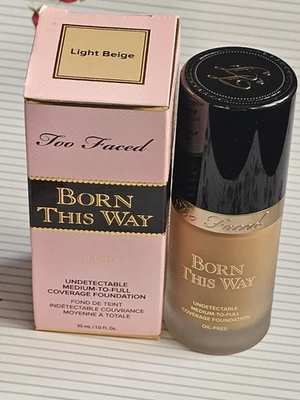 Light Beige
Too Faced
BORN
THIS WAY
OIL-FREE
UNDETECTABLE
MEDIUM-TO-FULL
COVERAGE FOUNDATION
FOND DE TEINT
INDÉTECTABLE COUVRANCE
MOYENNE À TOTALE
30 mL / 1.0 fl. Oz.
Too Faced
BORN
THIS WAY
UNDETECTABLE
MEDIUM-TO-FULL
COVERAGE FOUNDATION
OIL-FREE